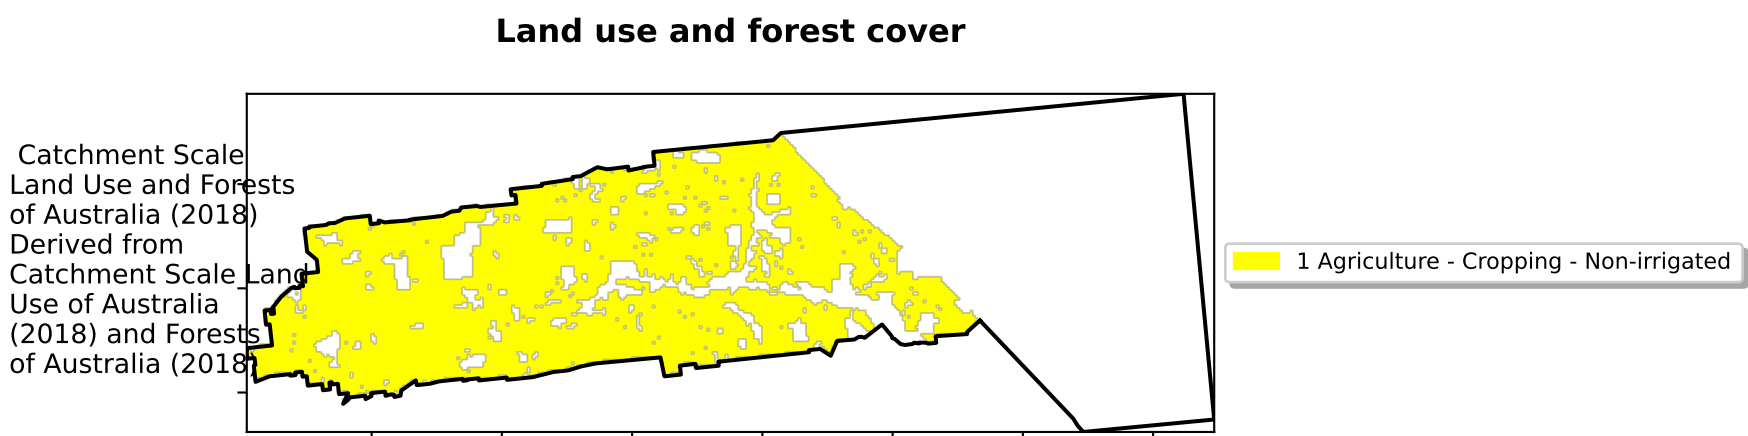 Land use and forest cover
Catchment Scale
Land Use and Forests
of Australia (2018)
Derived from
Catchment Scale Land
Use of Australia
(2018) and Forests
of Australia (2018
1 Agriculture - Cropping - Non-irrigated